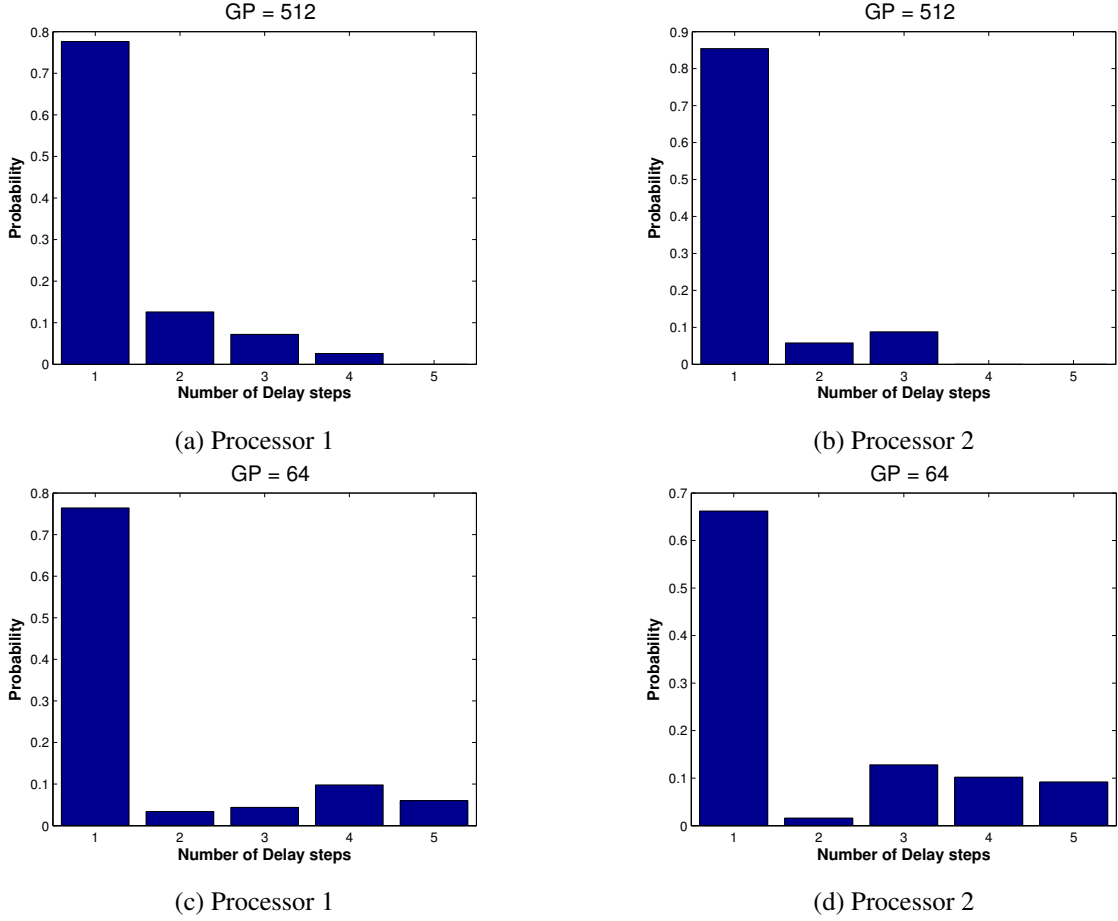 GP = 512
0.8
0.7
0.6
0.5
0.4
0.3
0.2
0.1
0
Probability
1 2 3 4 5
Number of Delay steps
(a) Processor 1
GP = 512
0.9
0.8
0.7
0.6
0.5
0.4
0.3
0.2
0.1
0
Probability
1 2 3 4 5
Number of Delay steps
(b) Processor 2
GP = 64
0.8
0.7
0.6
0.5
0.4
0.3
0.2
0.1
0
Probability
1 2 3 4 5
Number of Delay steps
(c) Processor 1
GP = 64
0.7
0.6
0.5
0.4
0.3
0.2
0.1
0
Probability
1 2 3 4 5
Number of Delay steps
(d) Processor 2